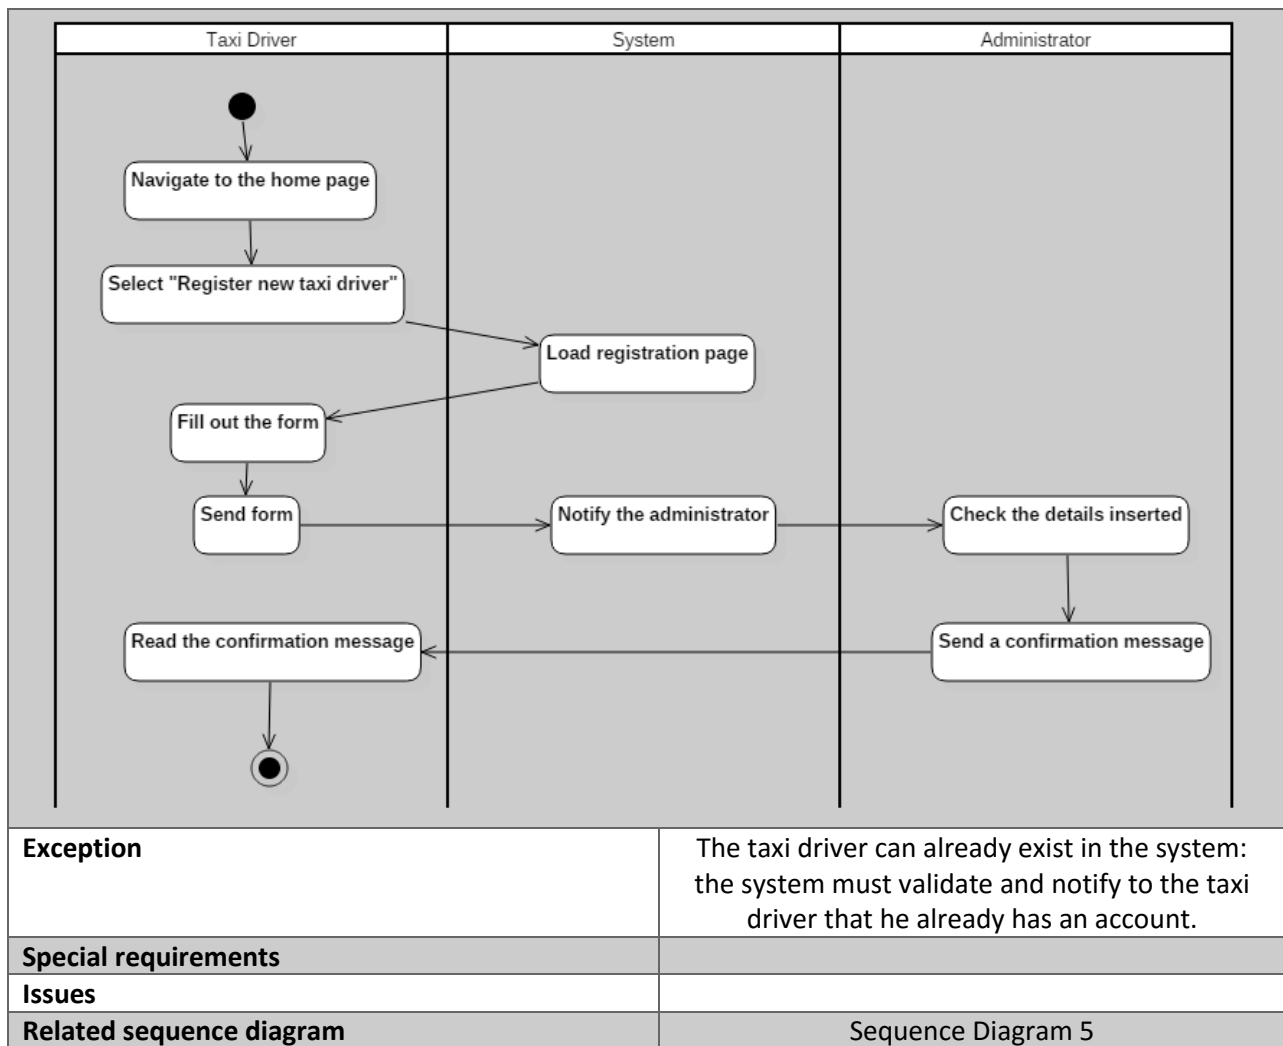 Taxi Driver
System
Administrator
Navigate to the home page
Select "Register new taxi driver"
Load registration page
Fill out the form
Send form
Notify the administrator
Check the details inserted
Read the confirmation message
Send a confirmation message
Exception
The taxi driver can already exist in the system:
the system must validate and notify to the taxi
driver that he already has an account.
Special requirements
Issues
Related sequence diagram
Sequence Diagram 5